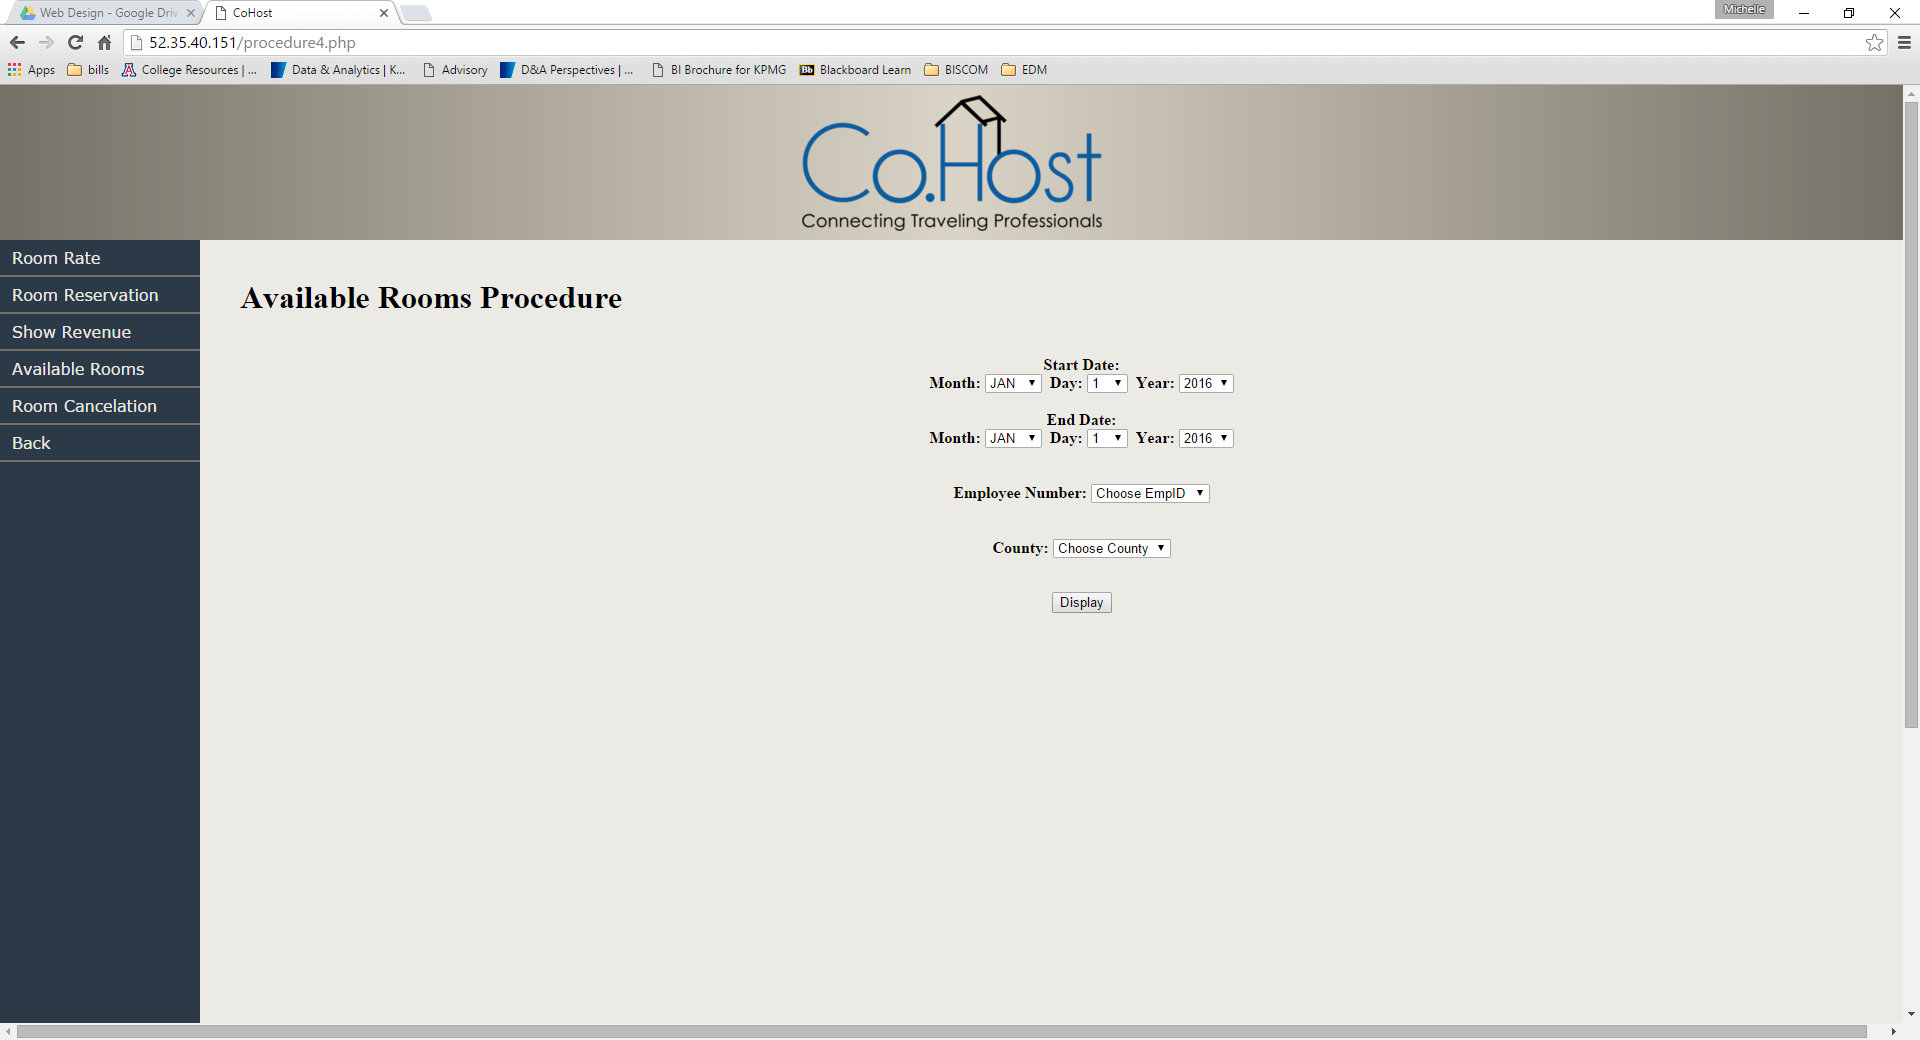 Web Design - Google Driv
CoHost
Michelle
52.35.40.151/procedure4.php
Apps bills College Resources | ... Data & Analytics | K... Advisory D&A Perspectives | ... BI Brochure for KPMG Bb Blackboard Learn BISCOM EDM
Co.Host
Connecting Traveling Professionals
Room Rate
Room Reservation
Show Revenue
Available Rooms
Room Cancelation
Back
Available Rooms Procedure
Start Date:
Month: JAN Day: 1 Year: 2016
End Date:
Month: JAN Day: 1 Year: 2016
Employee Number: Choose EmpID
County: Choose County
Display